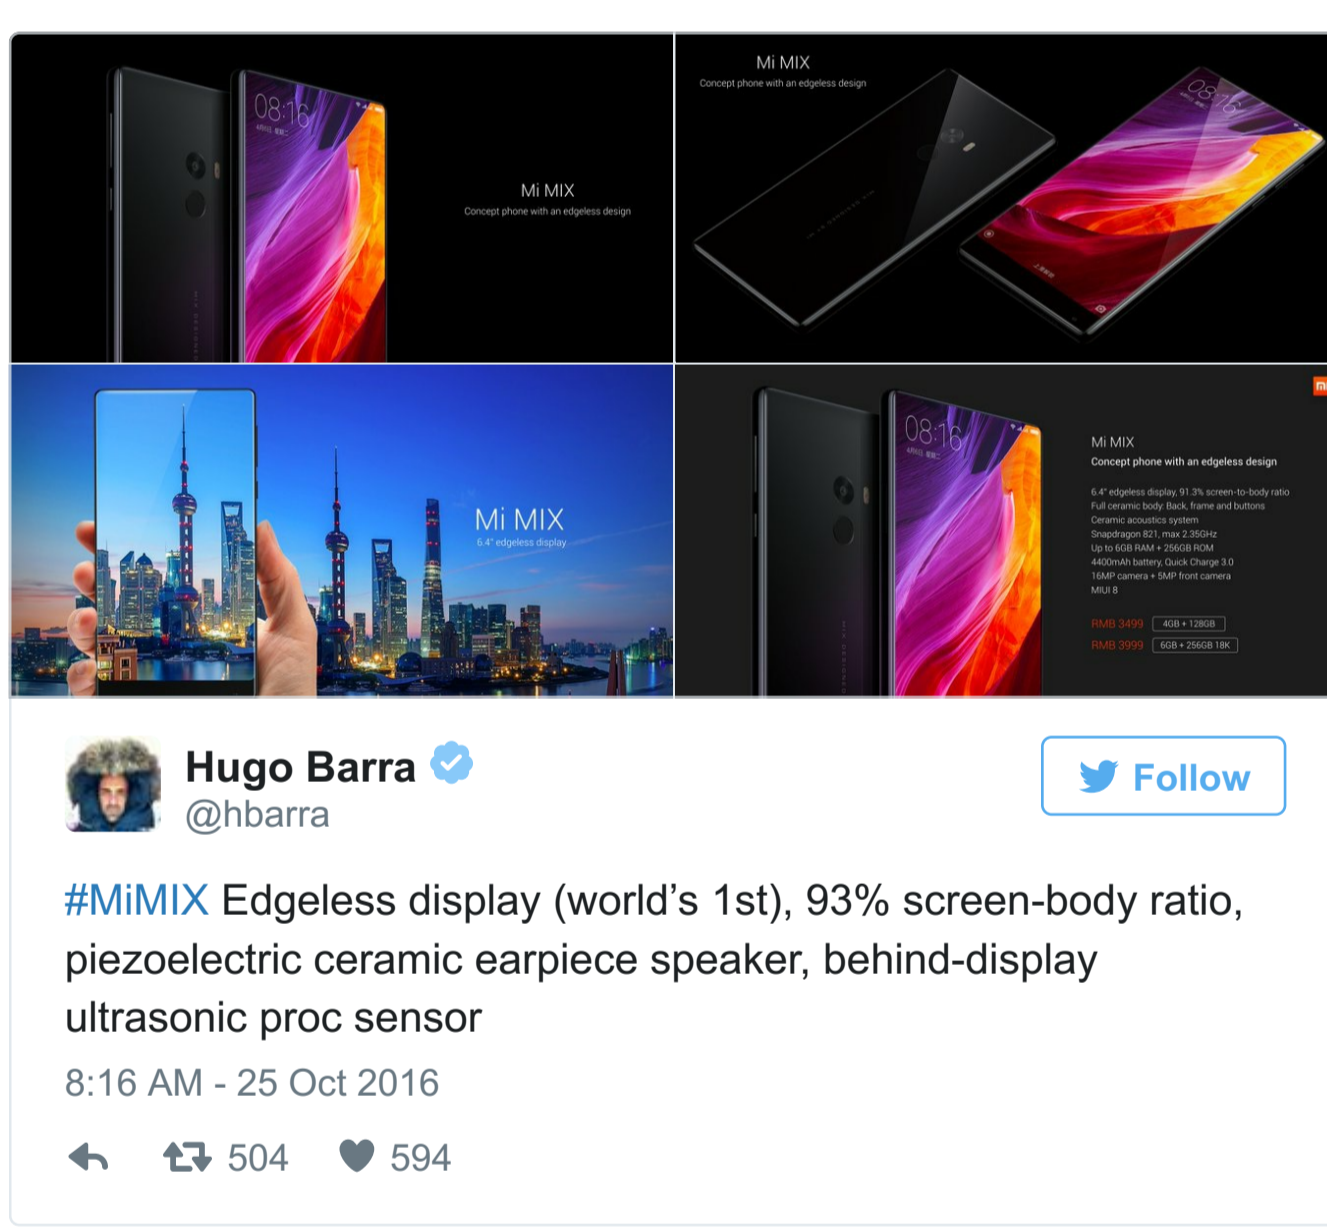 08:16
Mi MIX
Concept phone with an edgeless design
Mi MIX
Concept phone with an edgeless design
08:16
Mi MIX
6.4" edgeless display
08:16
Mi MIX
Concept phone with an edgeless design
6.4" edgeless display, 91.3% screen-to-body ratio
Full ceramic body: Back, frame and buttons
Ceramic acoustics system
Snapdragon 821, max 2.35GHz
Up to 6GB RAM + 256GB ROM
4400mAh battery, Quick Charge 3.0
16MP camera + 5MP front camera
MIUI 8
RMB 3499 4GB + 128GB
RMB 3999 6GB + 256GB 18K
Hugo Barra
@hbarra
Follow
#MiMIX Edgeless display (world’s 1st), 93% screen-body ratio,
piezoelectric ceramic earpiece speaker, behind-display
ultrasonic proc sensor
8:16 AM - 25 Oct 2016
504 594